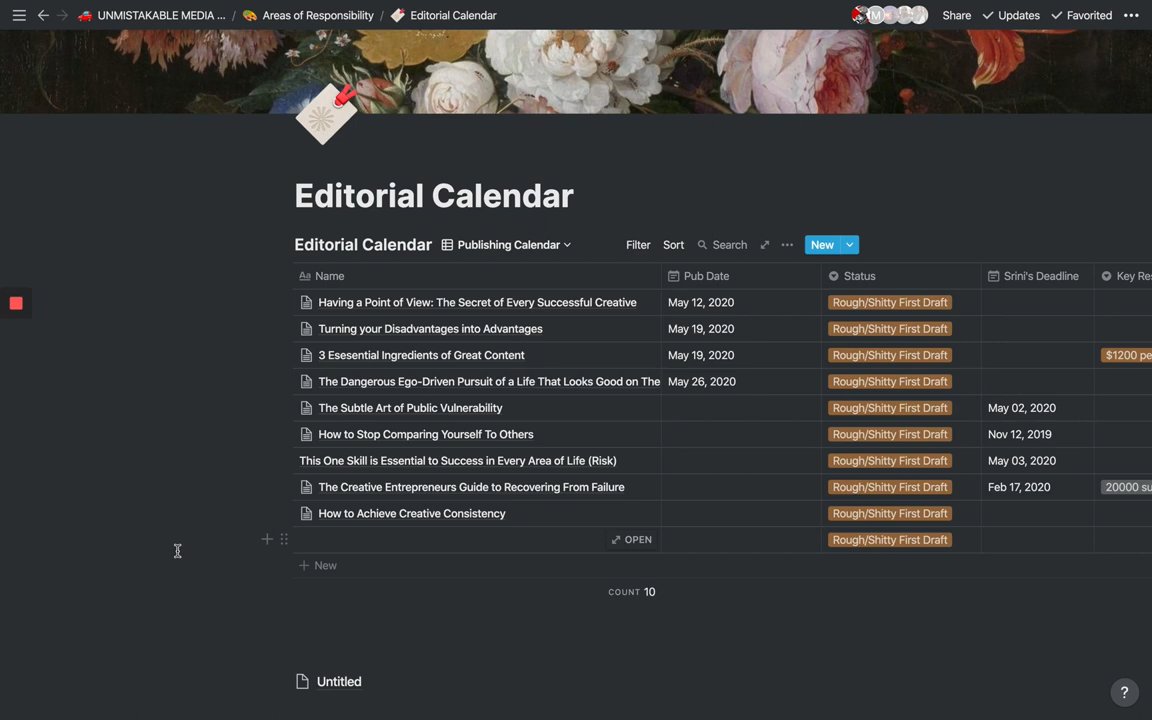 UNMISTAKABLE MEDIA ... / Areas of Responsibility / Editorial Calendar
M
Share Updates Favorited
Editorial Calendar
Editorial Calendar Publishing Calendar Filter Sort Search New
Aa Name Pub Date Status Srini's Deadline Key Res
Having a Point of View: The Secret of Every Successful Creative May 12, 2020 Rough/Shitty First Draft
Turning your Disadvantages into Advantages May 19, 2020 Rough/Shitty First Draft
3 Esesential Ingredients of Great Content May 19, 2020 Rough/Shitty First Draft $1200 pe
The Dangerous Ego-Driven Pursuit of a Life That Looks Good on The May 26, 2020 Rough/Shitty First Draft
The Subtle Art of Public Vulnerability Rough/Shitty First Draft May 02, 2020
How to Stop Comparing Yourself To Others Rough/Shitty First Draft Nov 12, 2019
This One Skill is Essential to Success in Every Area of Life (Risk) Rough/Shitty First Draft May 03, 2020
The Creative Entrepreneurs Guide to Recovering From Failure Rough/Shitty First Draft Feb 17, 2020 20000 su
How to Achieve Creative Consistency Rough/Shitty First Draft
OPEN Rough/Shitty First Draft
+ New
COUNT 10
Untitled
?